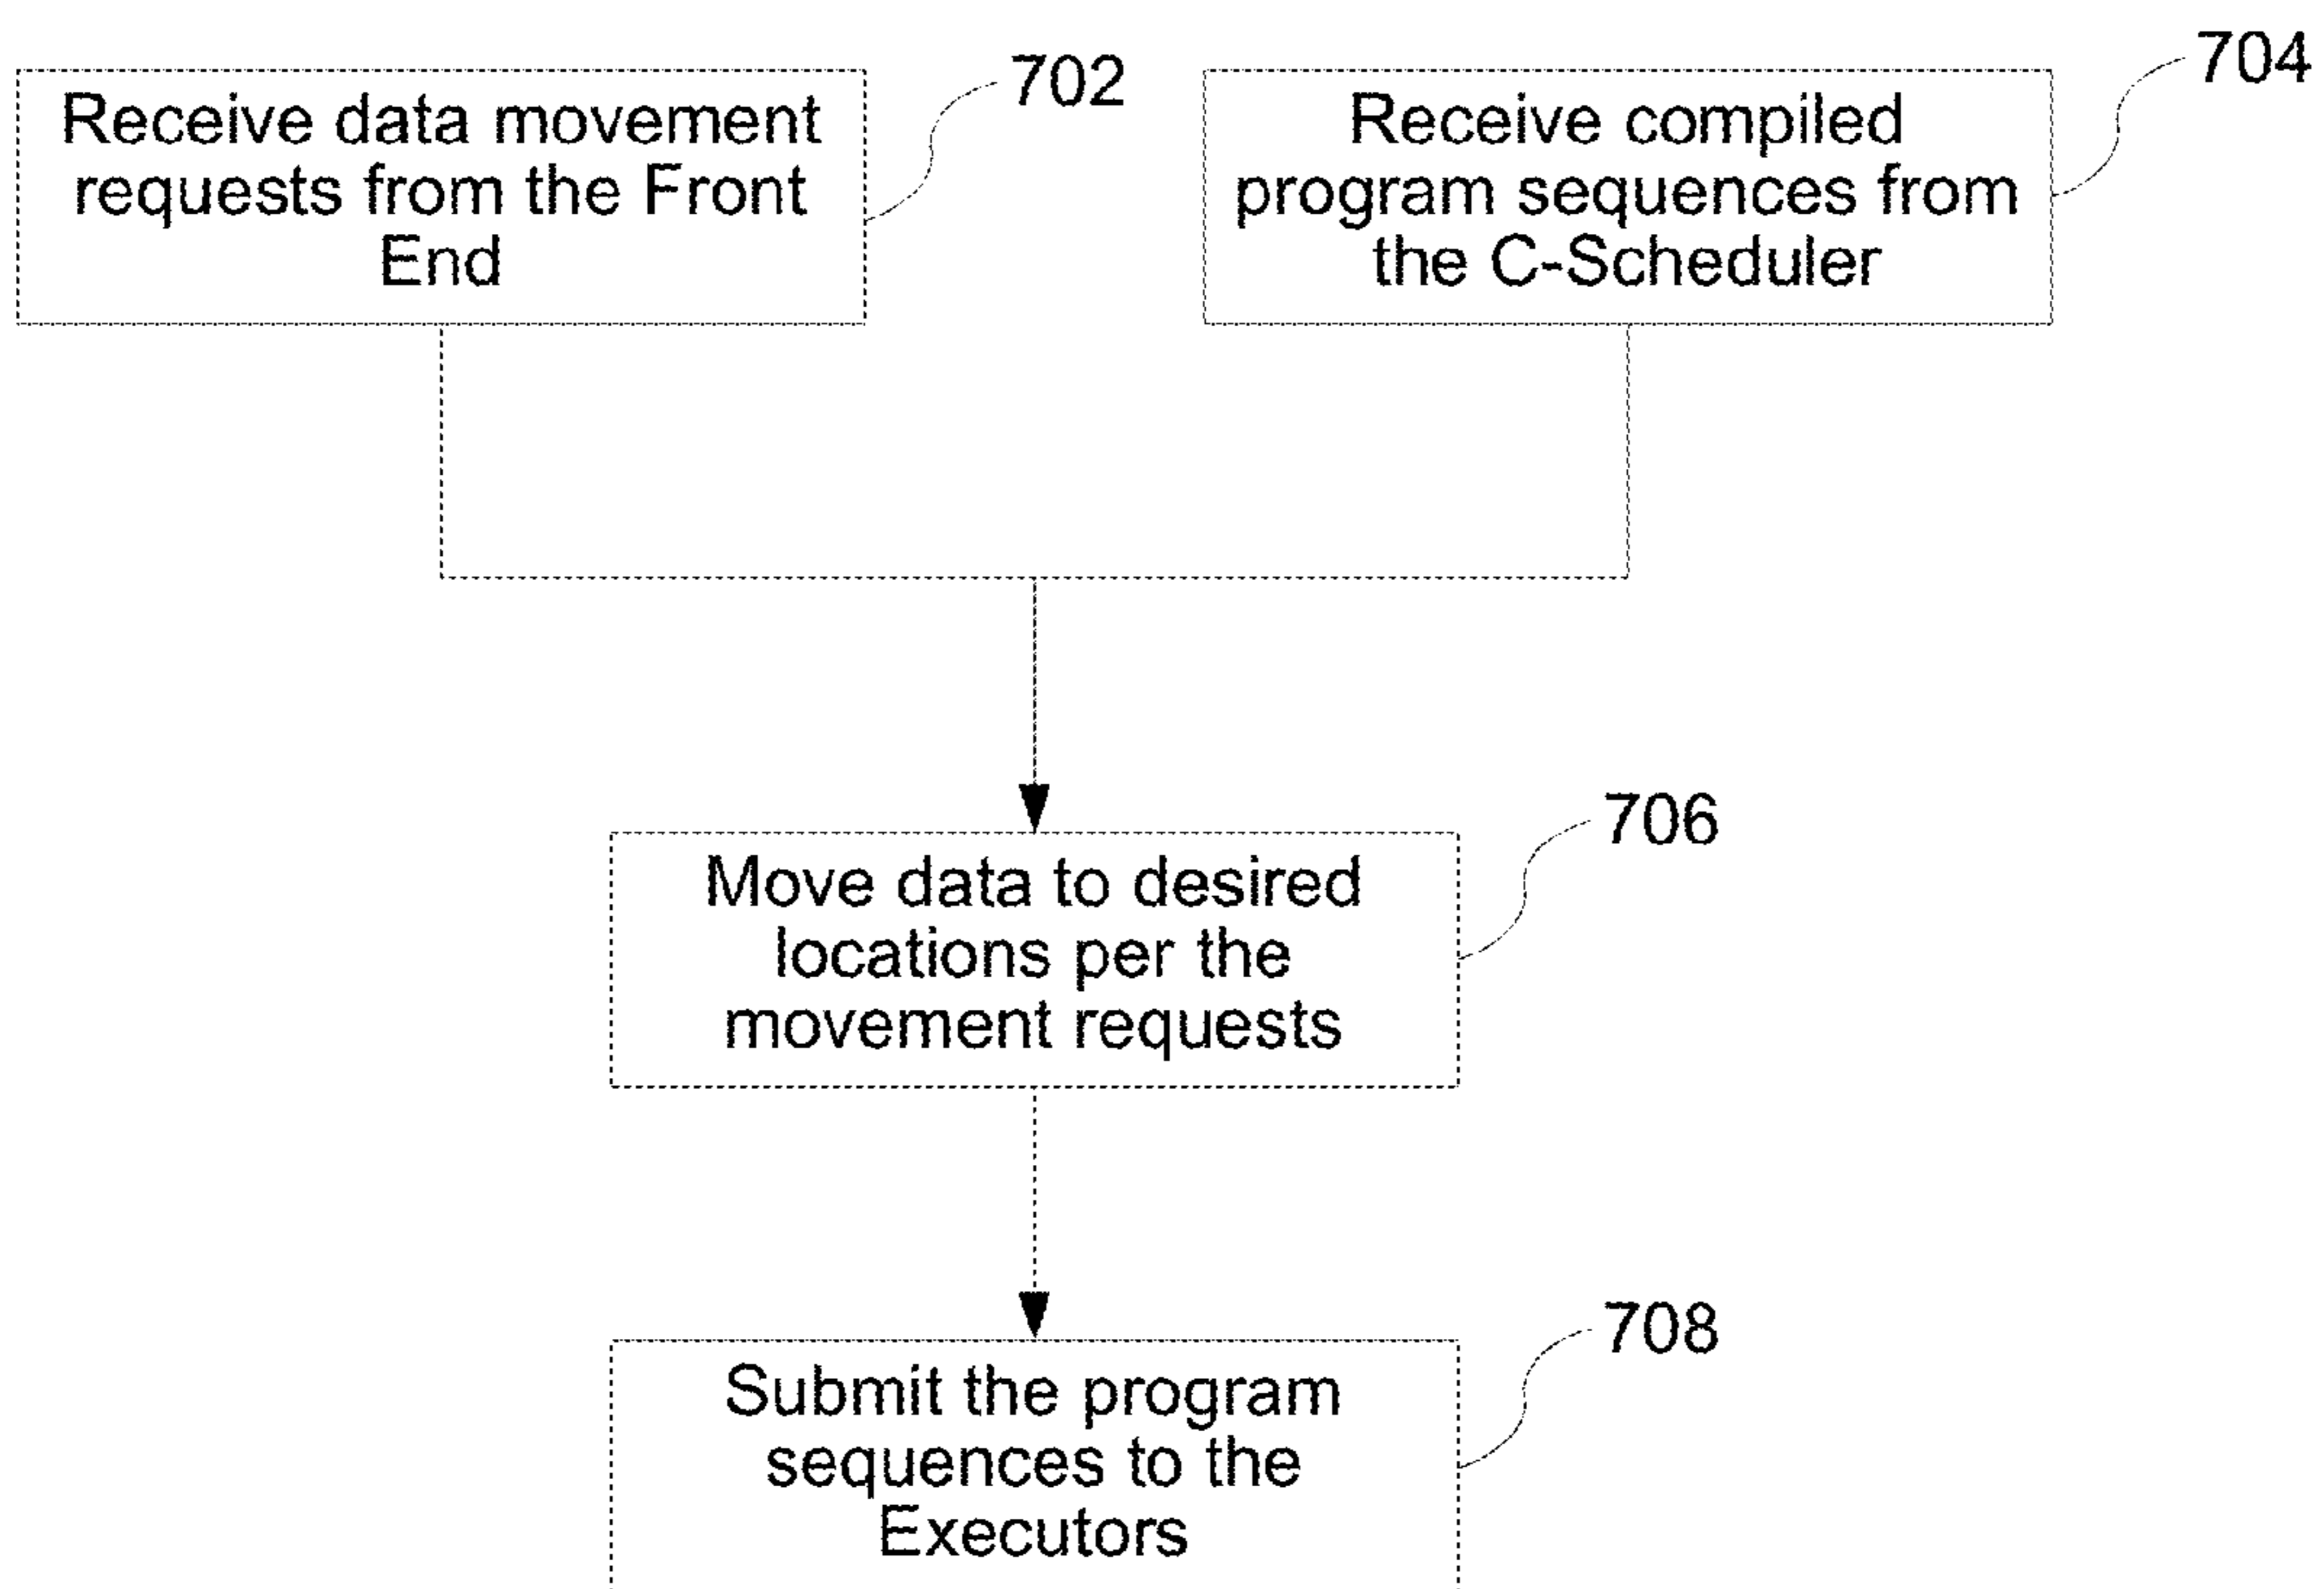 Receive data movement
requests from the Front
End
702
Receive compiled
program sequences from
the C-Scheduler
704
Move data to desired
locations per the
movement requests
706
Submit the program
sequences to the
Executors
708